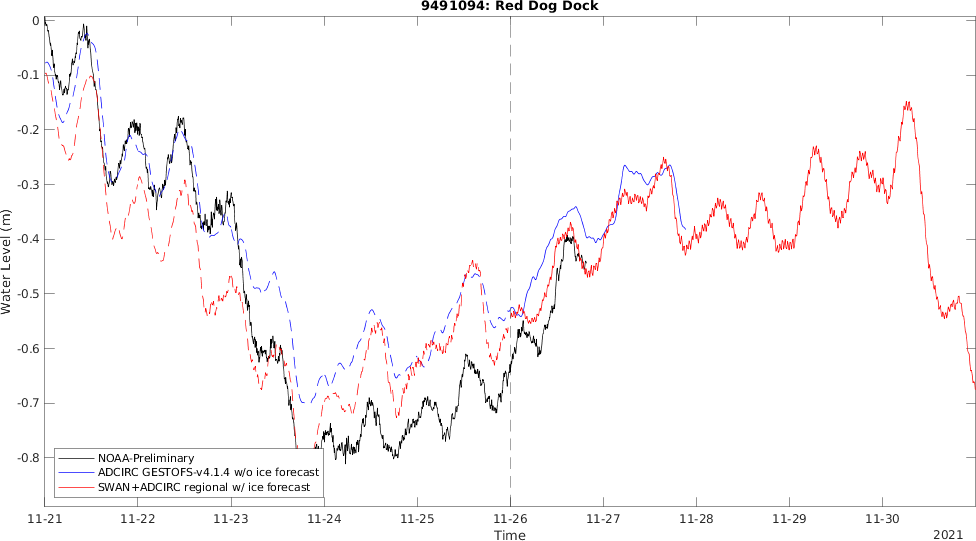 9491094: Red Dog Dock
0
-0.1
-0.2
-0.3
-0.4
-0.5
-0.6
-0.7
-0.8
Water Level (m)
NOAA-Preliminary
ADCIRC GESTOFS-v4.1.4 w/o ice forecast
SWAN+ADCIRC regional w/ ice forecast
11-21 11-22 11-23 11-24 11-25 11-26 11-27 11-28 11-29 11-30
Time
2021